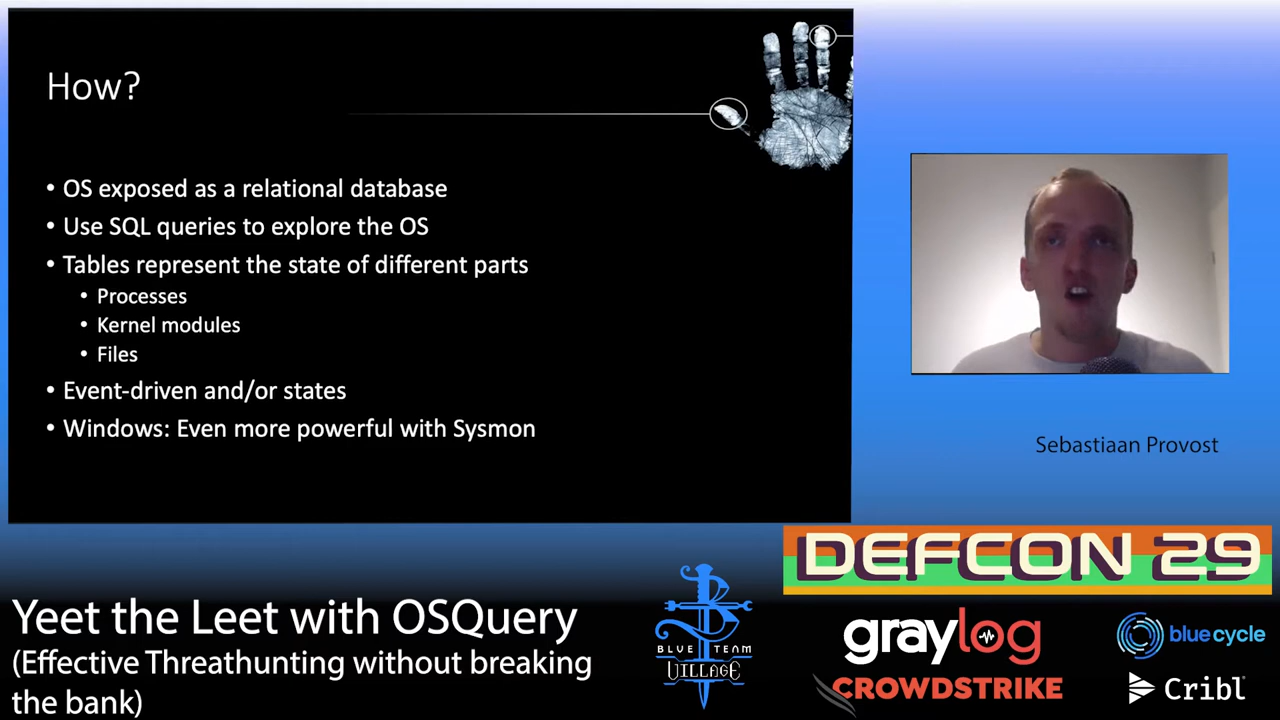 How?
• OS exposed as a relational database
• Use SQL queries to explore the OS
• Tables represent the state of different parts
• Processes
• Kernel modules
• Files
• Event-driven and/or states
• Windows: Even more powerful with Sysmon
Sebastiaan Provost
DEFCON 29
Yeet the Leet with OSQuery
(Effective Threathunting without breaking
the bank)
BLUE TEAM
VILLAGE
graylog
CROWDSTRIKE
bluecycle
Cribl